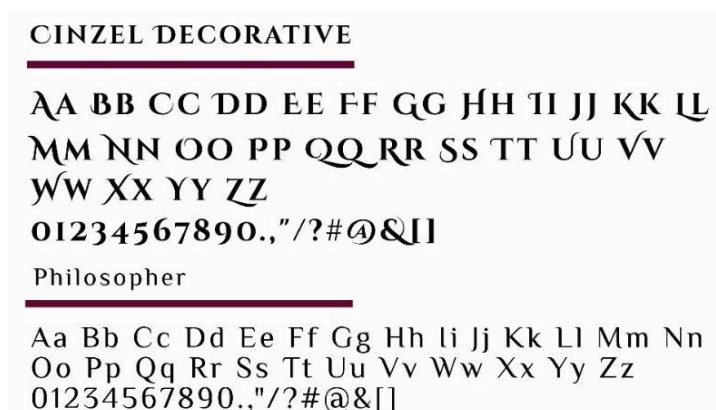 CINZEL DECORATIVE
AA BB CC DD EE FF GG HH II JJ KK LL
MM NN OO PP QQ RR SS TT UU VV
WW XX YY ZZ
01234567890.,"/?#@&[]
Philosopher
Aa Bb Cc Dd Ee Ff Gg Hh Ii Jj Kk Ll Mm Nn
Oo Pp Qq Rr Ss Tt Uu Vv Ww Xx Yy Zz
01234567890.,"/?#@&[]